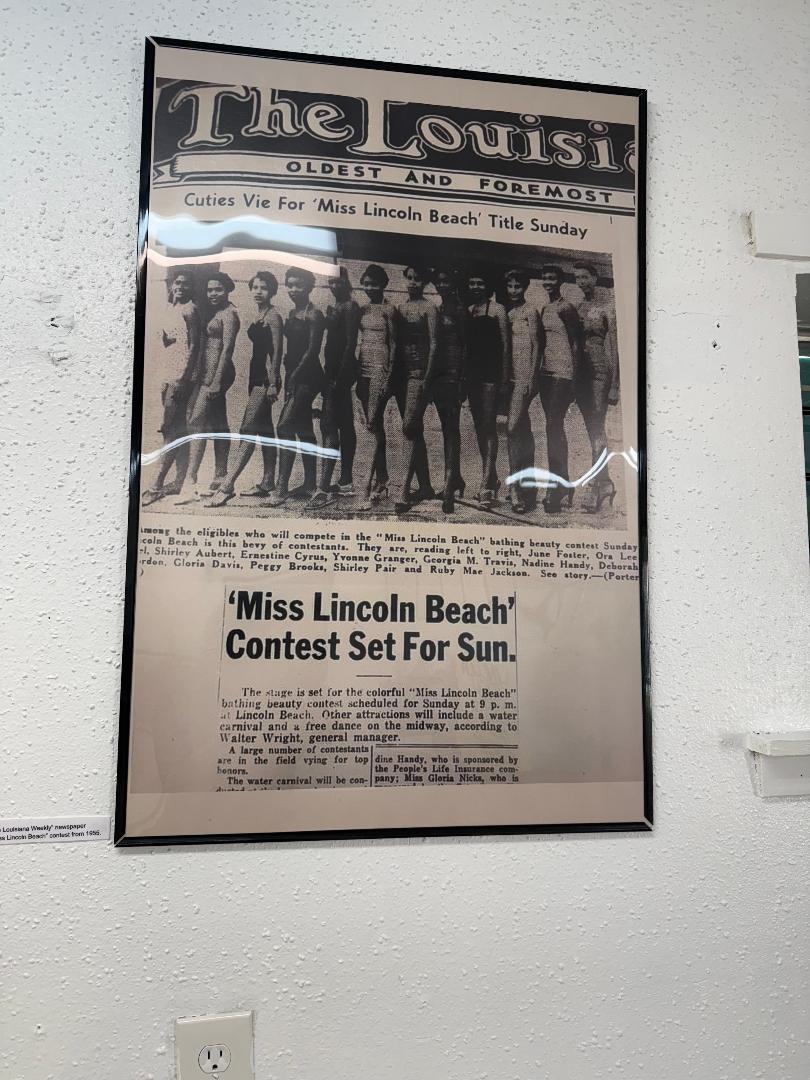 The Louisi
OLDEST AND FOREMOST
Cuties Vie For 'Miss Lincoln Beach' Title Sunday
Among the eligibles who will compete in the "Miss Lincoln Beach" bathing beauty contest Sunday
coln Beach is this bevy of contestants. They are, reading left to right, June Foster, Ora Lee
el, Shirley Aubert, Ernestine Cyrus, Yvonne Granger, Georgia M. Travis, Nadine Handy, Deborah
rdon, Gloria Davis, Peggy Brooks, Shirley Pair and Ruby Mae Jackson. See story.—(Porter
)
'Miss Lincoln Beach'
Contest Set For Sun.
The stage is set for the colorful "Miss Lincoln Beach"
bathing beauty contest scheduled for Sunday at 9 p. m.
at Lincoln Beach. Other attractions will include a water
carnival and a free dance on the midway, according to
Walter Wright, general manager.
A large number of contestants
are in the field vying for top
honors.
The water carnival will be con-
dine Handy, who is sponsored by
the People's Life Insurance com-
pany; Miss Gloria Nicks, who is
Louisiana Weekly" newspaper
ss Lincoln Beach" contest from 1955.